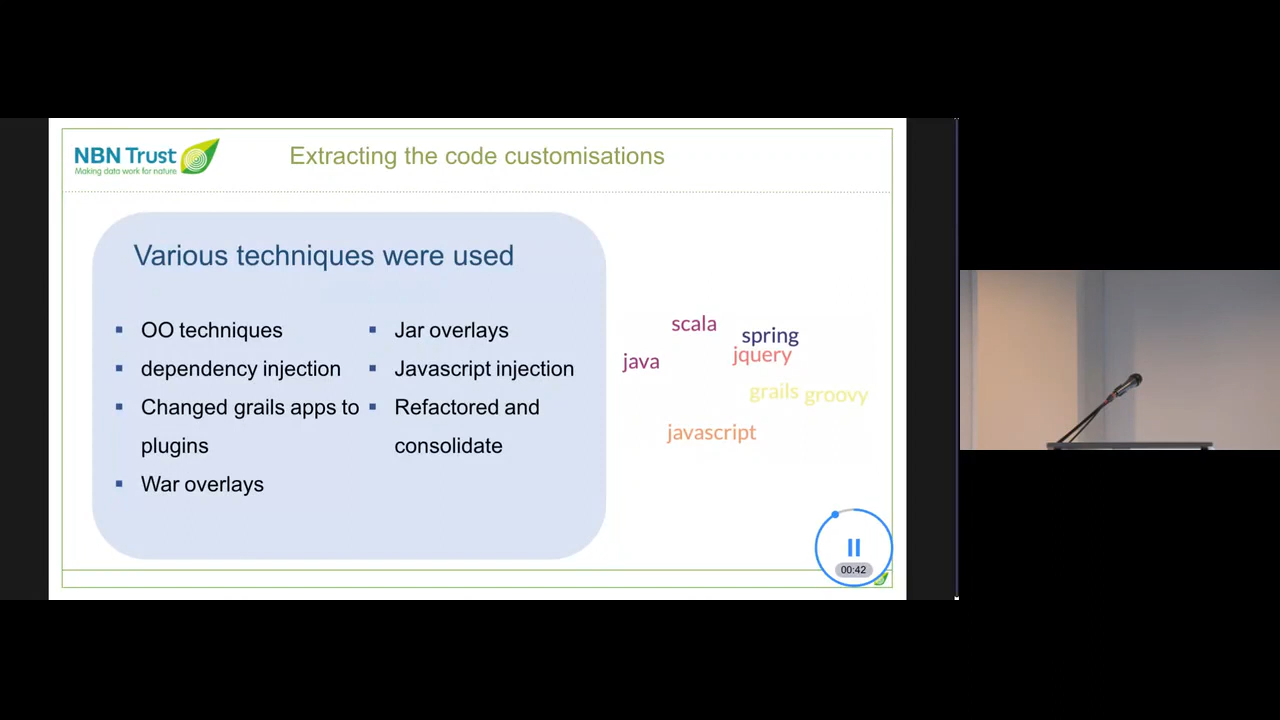 NBN Trust
Making data work for nature
Extracting the code customisations
Various techniques were used
OO techniques
dependency injection
Changed grails apps to
plugins
War overlays
Jar overlays
Javascript injection
Refactored and
consolidate
scala
spring
java
jquery
grails
groovy
javascript
00:42